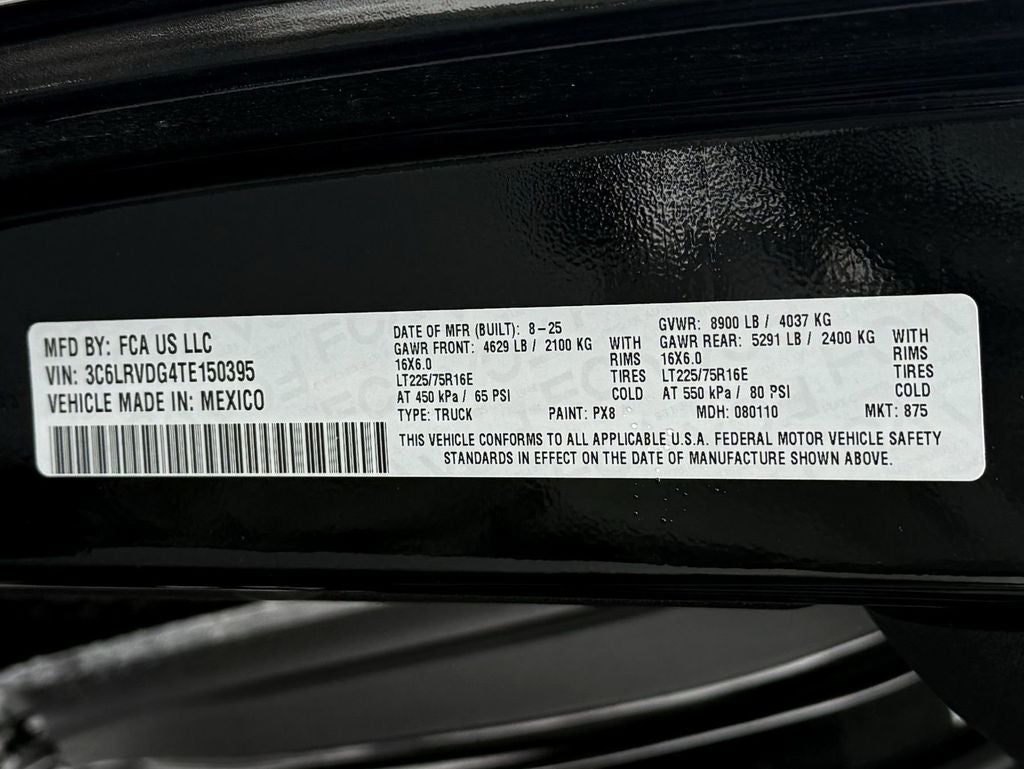 MFD BY: FCA US LLC
VIN: 3C6LRVDG4TE150395
VEHICLE MADE IN: MEXICO
DATE OF MFR (BUILT): 8-25
GVWR: 8900 LB / 4037 KG
GAWR FRONT: 4629 LB / 2100 KG WITH
16X6.0 RIMS
LT225/75R16E TIRES
AT 450 kPa / 65 PSI COLD
GAWR REAR: 5291 LB / 2400 KG WITH
16X6.0 RIMS
LT225/75R16E TIRES
AT 550 kPa / 80 PSI COLD
TYPE: TRUCK PAINT: PX8 MDH: 080110 MKT: 875
THIS VEHICLE CONFORMS TO ALL APPLICABLE U.S.A. FEDERAL MOTOR VEHICLE SAFETY
STANDARDS IN EFFECT ON THE DATE OF MANUFACTURE SHOWN ABOVE.